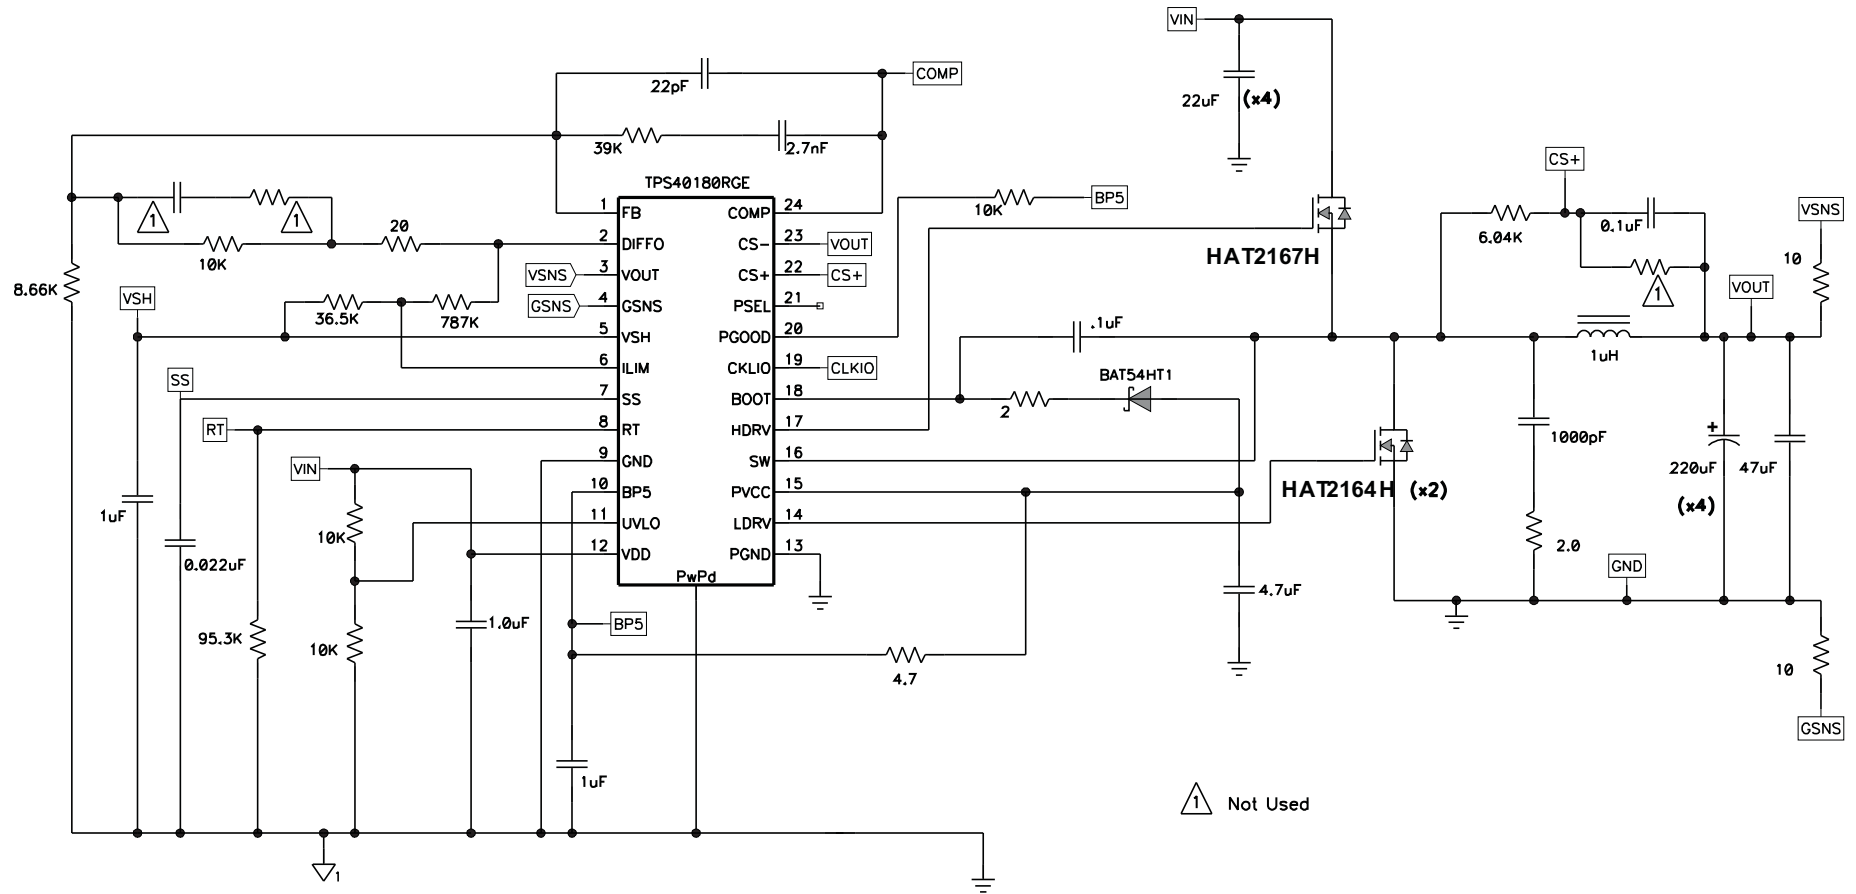 VIN
22uF (x4)
22pF
COMP
39K
2.7nF
TPS40180RGE
1
1
10K
20
8.66K
VSH
VSNS
GSNS
36.5K
787K
SS
RT
VIN
1uF
0.022uF
95.3K
10K
10K
1.0uF
1 FB
2 DIFFO
3 VOUT
4 GSNS
5 VSH
6 ILIM
7 SS
8 RT
9 GND
10 BP5
11 UVLO
12 VDD
PwPd
COMP 24
CS- 23
CS+ 22
PSEL 21
PGOOD 20
CKLIO 19
BOOT 18
HDRV 17
SW 16
PVCC 15
LDRV 14
PGND 13
VOUT
CS+
CLKIO
10K
BP5
HAT2167H
.1uF
2
BAT54HT1
HAT2164H (x2)
4.7uF
BP5
4.7
1uF
CS+
6.04K
0.1uF
1
VSNS
10
VOUT
1uH
1000pF
2.0
+
220uF
(x4)
47uF
GND
10
GSNS
1 Not Used
1